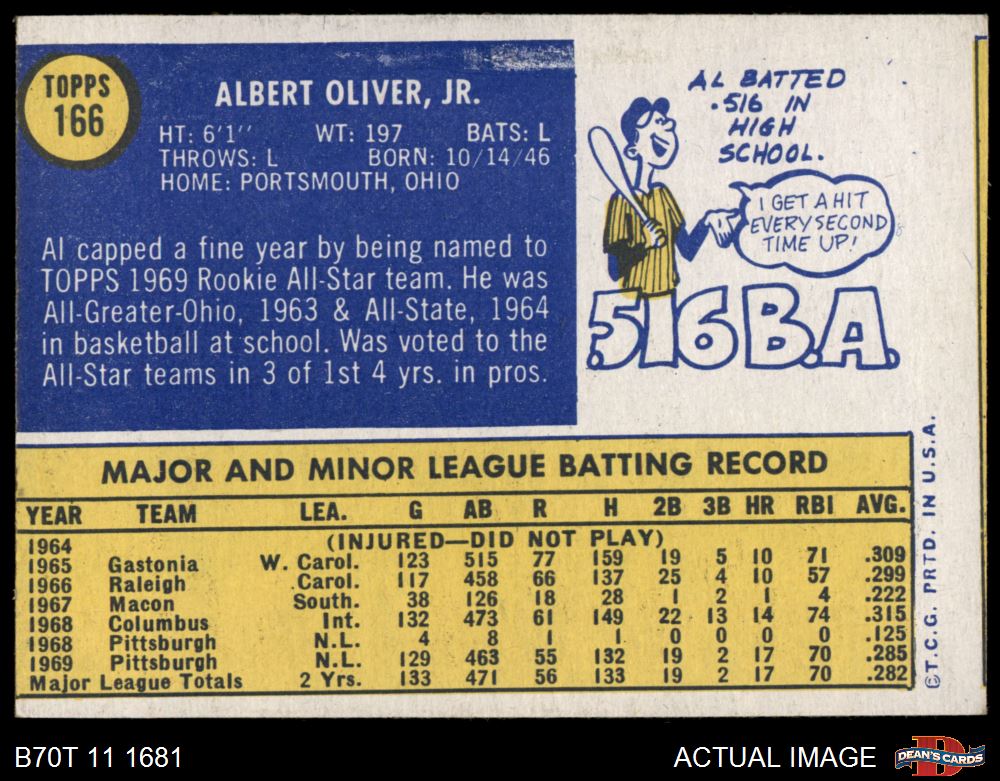 TOPPS
166
ALBERT OLIVER, JR.
HT: 6'1'' WT: 197 BATS: L
THROWS: L BORN: 10/14/46
HOME: PORTSMOUTH, OHIO
Al capped a fine year by being named to
TOPPS 1969 Rookie All-Star team. He was
All-Greater-Ohio, 1963 & All-State, 1964
in basketball at school. Was voted to the
All-Star teams in 3 of 1st 4 yrs. in pros.
AL BATTED
.516 IN
HIGH
SCHOOL.
I GET A HIT
EVERY SECOND
TIME UP!
.516 B.A.
MAJOR AND MINOR LEAGUE BATTING RECORD
YEAR TEAM LEA. G AB R H 2B 3B HR RBI AVG.
1964 (INJURED—DID NOT PLAY)
1965 Gastonia W. Carol. 123 515 77 159 19 5 10 71 .309
1966 Raleigh Carol. 117 458 66 137 25 4 10 57 .299
1967 Macon South. 38 126 18 28 1 2 1 4 .222
1968 Columbus Int. 132 473 61 149 22 13 14 74 .315
1968 Pittsburgh N.L. 4 8 1 1 0 0 0 0 .125
1969 Pittsburgh N.L. 129 463 55 132 19 2 17 70 .285
Major League Totals 2 Yrs. 133 471 56 133 19 2 17 70 .282
©T.C.G. PRTD. IN U.S.A.
B70T 11 1681
ACTUAL IMAGE
D
DEAN'S CARDS